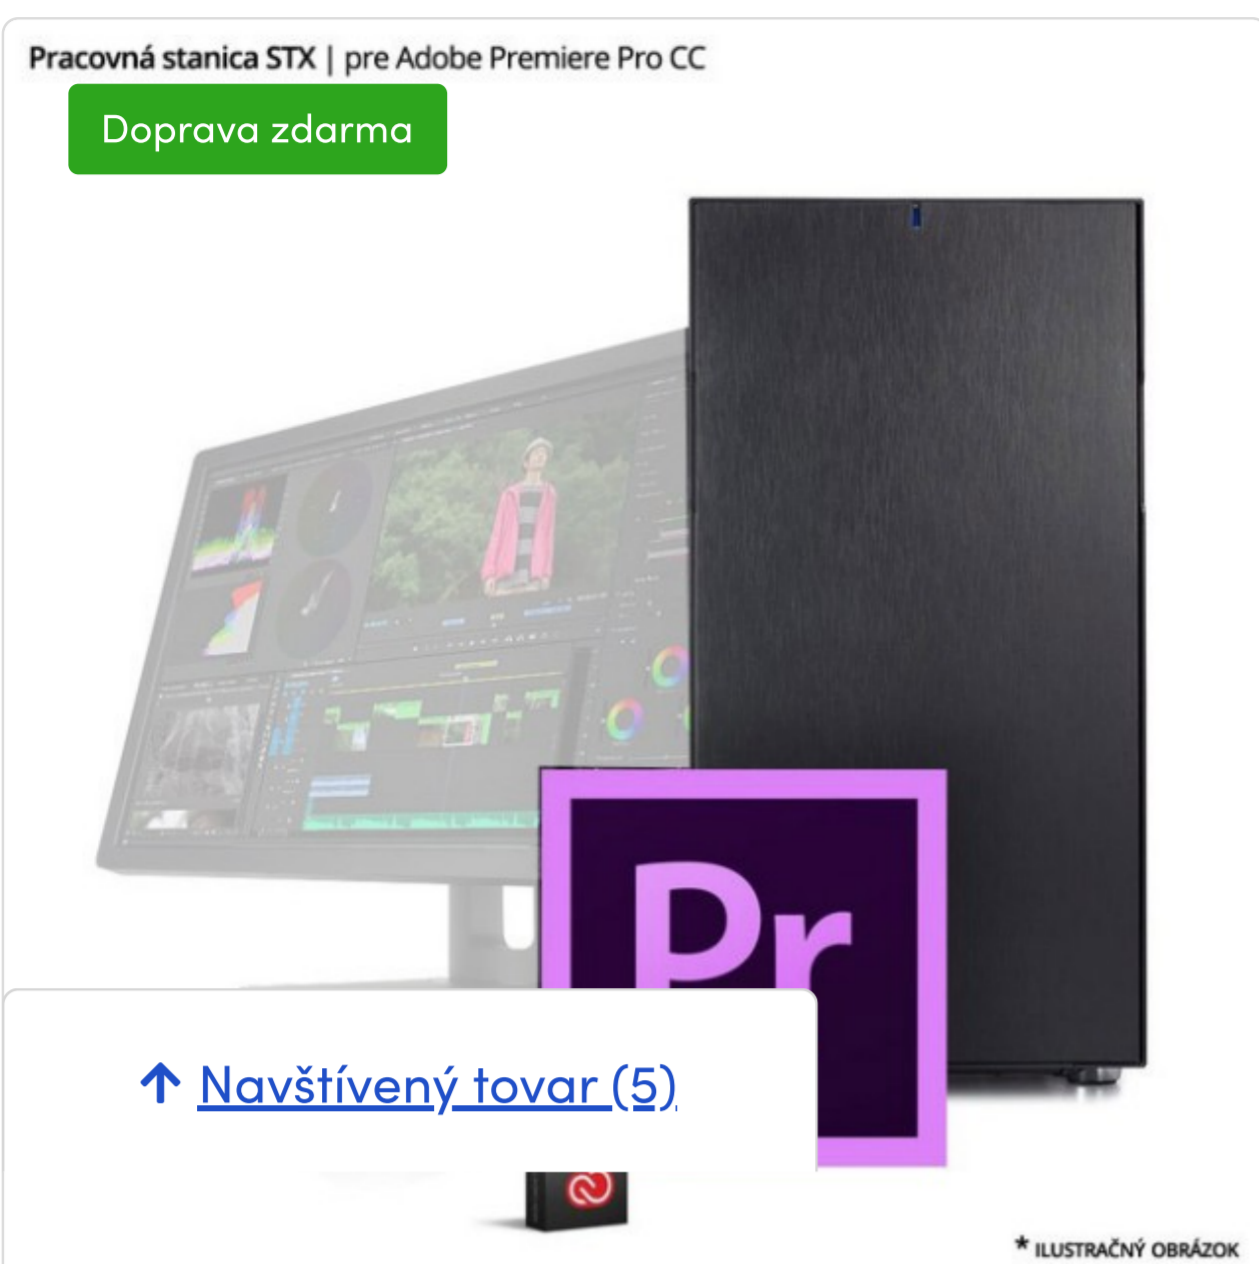 Pracovná stanica STX | pre Adobe Premiere Pro CC
Doprava zdarma
Pr
↑ Navštívený tovar (5)
* ILUSTRAČNÝ OBRÁZOK